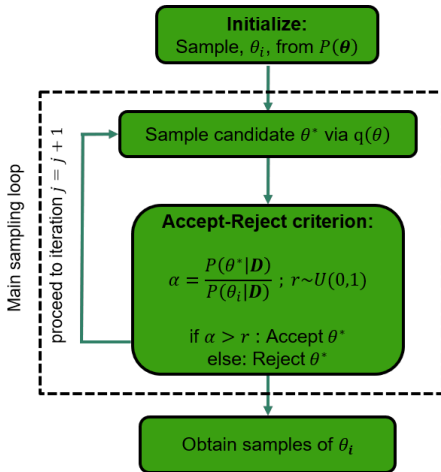 Initialize:
Sample, θᵢ, from P(𝜽)
Main sampling loop
proceed to iteration j = j + 1
Sample candidate θ* via q(θ)
Accept-Reject criterion:
α = P(θ*|𝑫) / P(θᵢ|𝑫) ; r~U(0,1)
if α > r : Accept θ*
else: Reject θ*
Obtain samples of θᵢ